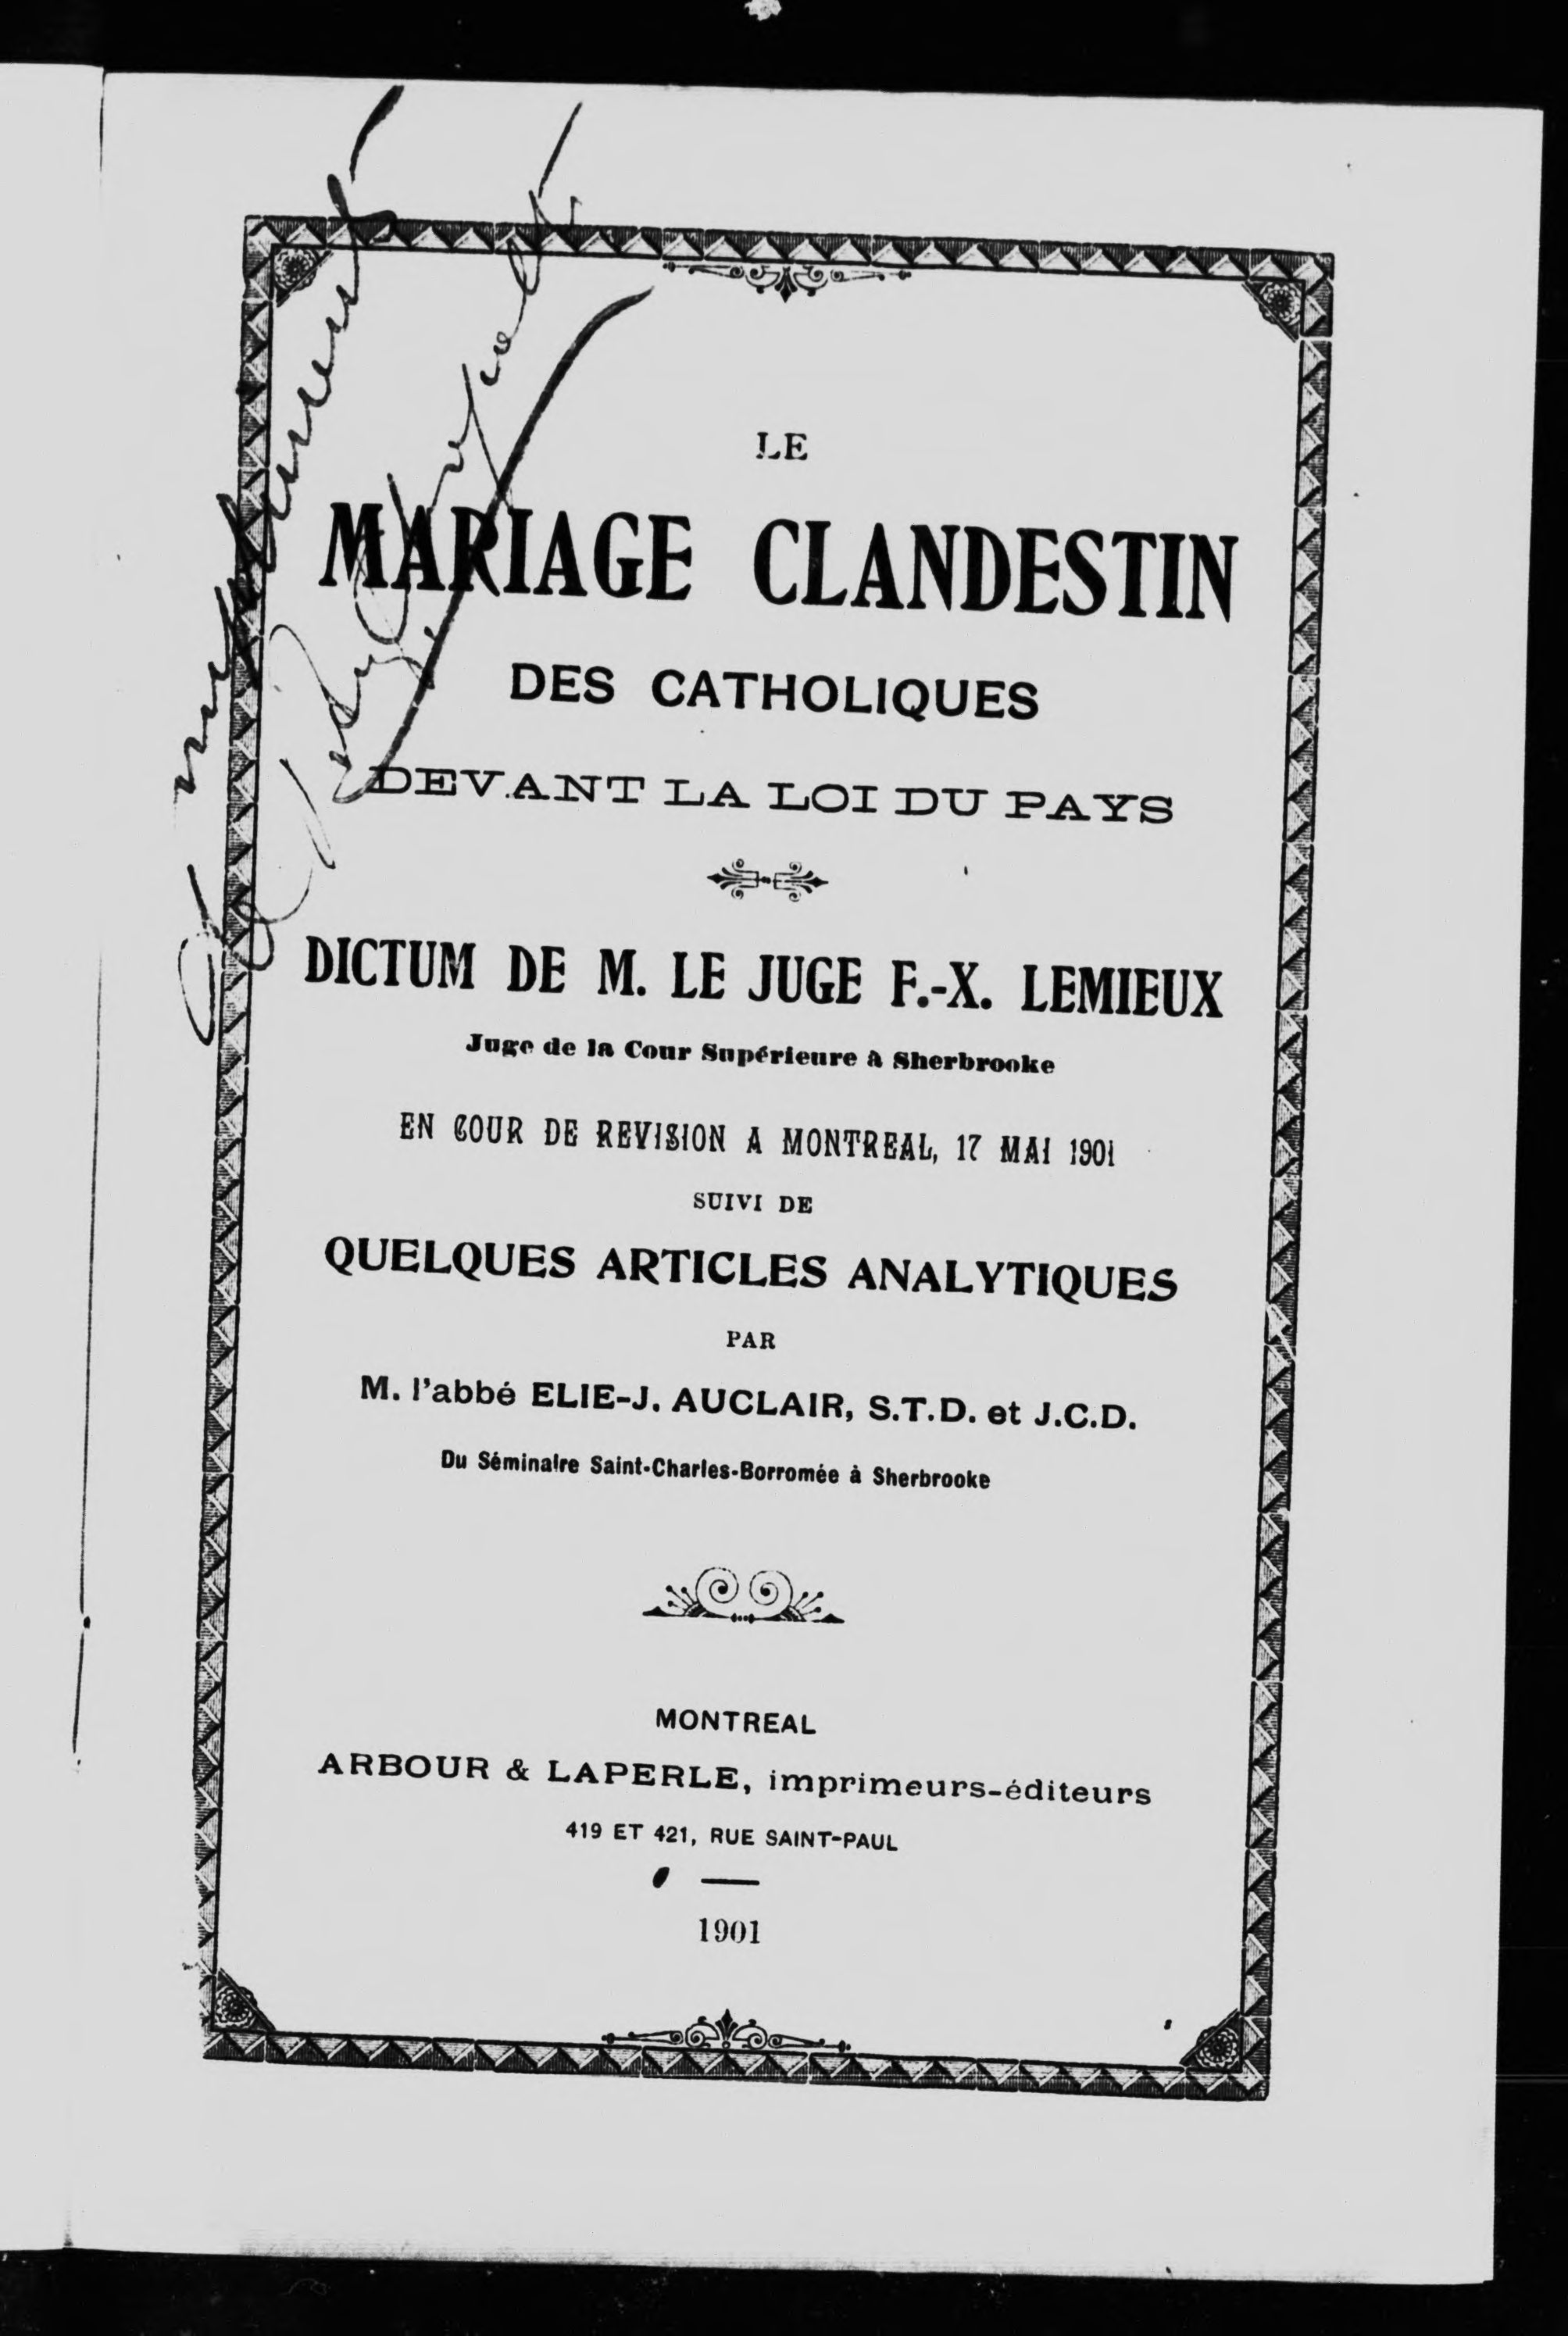 LE
MARIAGE CLANDESTIN
DES CATHOLIQUES
DEVANT LA LOI DU PAYS
DICTUM DE M. LE JUGE F.-X. LEMIEUX
Juge de la Cour Supérieure à Sherbrooke
EN COUR DE REVISION A MONTREAL, 17 MAI 1901
SUIVI DE
QUELQUES ARTICLES ANALYTIQUES
PAR
M. l'abbé ELIE-J. AUCLAIR, S.T.D. et J.C.D.
Du Séminaire Saint-Charles-Borromée à Sherbrooke
MONTREAL
ARBOUR & LAPERLE, imprimeurs-éditeurs
419 ET 421, RUE SAINT-PAUL
1901